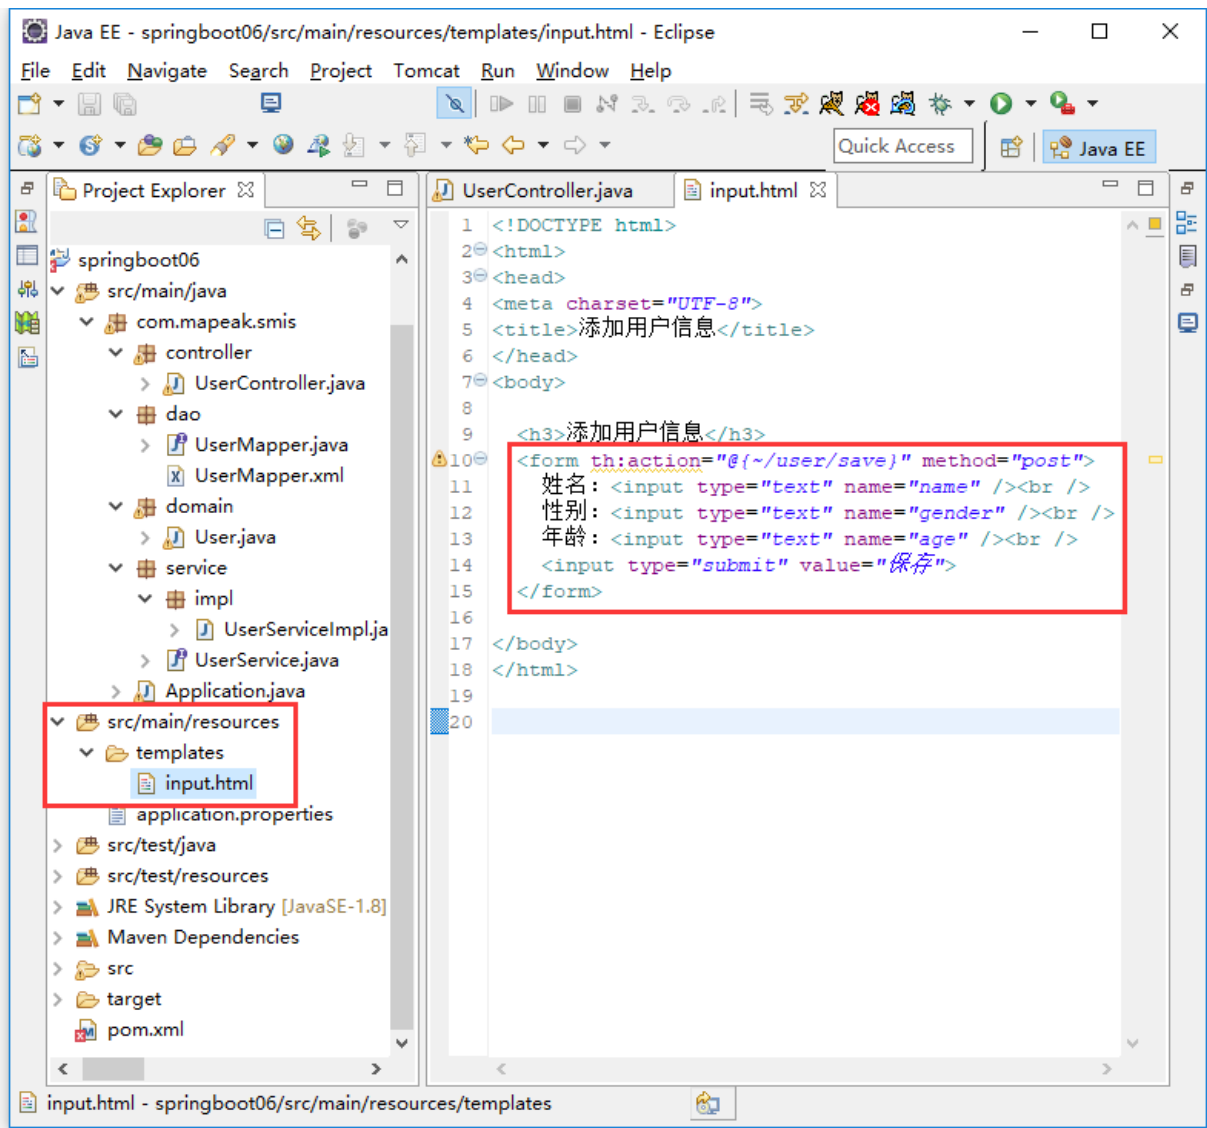 Java EE - springboot06/src/main/resources/templates/input.html - Eclipse
File Edit Navigate Search Project Tomcat Run Window Help
Quick Access
Java EE
Project Explorer
springboot06
src/main/java
com.mapeak.smis
controller
UserController.java
dao
UserMapper.java
UserMapper.xml
domain
User.java
service
impl
UserServiceImpl.ja
UserService.java
Application.java
src/main/resources
templates
input.html
application.properties
src/test/java
src/test/resources
JRE System Library [JavaSE-1.8]
Maven Dependencies
src
target
pom.xml
UserController.java
input.html
1 <!DOCTYPE html>
2 <html>
3 <head>
4 <meta charset="UTF-8">
5 <title>添加用户信息</title>
6 </head>
7 <body>
8
9 <h3>添加用户信息</h3>
10 <form th:action="@{~/user/save}" method="post">
11 姓名：<input type="text" name="name" /><br />
12 性别：<input type="text" name="gender" /><br />
13 年龄：<input type="text" name="age" /><br />
14 <input type="submit" value="保存">
15 </form>
16
17 </body>
18 </html>
19
20
input.html - springboot06/src/main/resources/templates